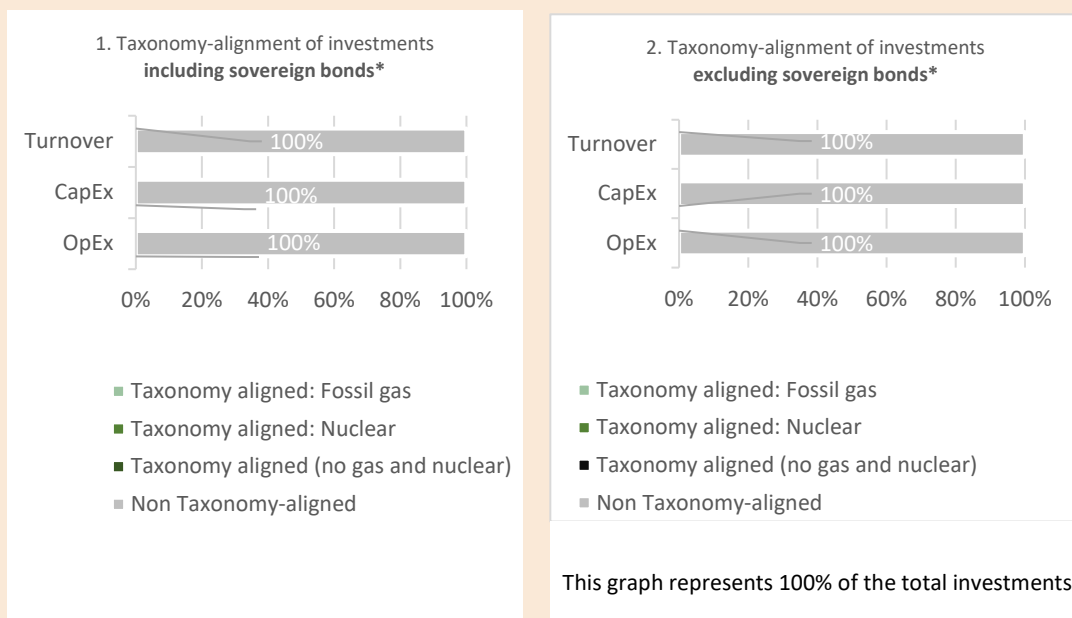 1. Taxonomy-alignment of investments
including sovereign bonds*
Turnover
100%
CapEx
100%
OpEx
100%
0% 20% 40% 60% 80% 100%
Taxonomy aligned: Fossil gas
Taxonomy aligned: Nuclear
Taxonomy aligned (no gas and nuclear)
Non Taxonomy-aligned
2. Taxonomy-alignment of investments
excluding sovereign bonds*
Turnover
100%
CapEx
100%
OpEx
100%
0% 20% 40% 60% 80% 100%
Taxonomy aligned: Fossil gas
Taxonomy aligned: Nuclear
Taxonomy aligned (no gas and nuclear)
Non Taxonomy-aligned
This graph represents 100% of the total investments